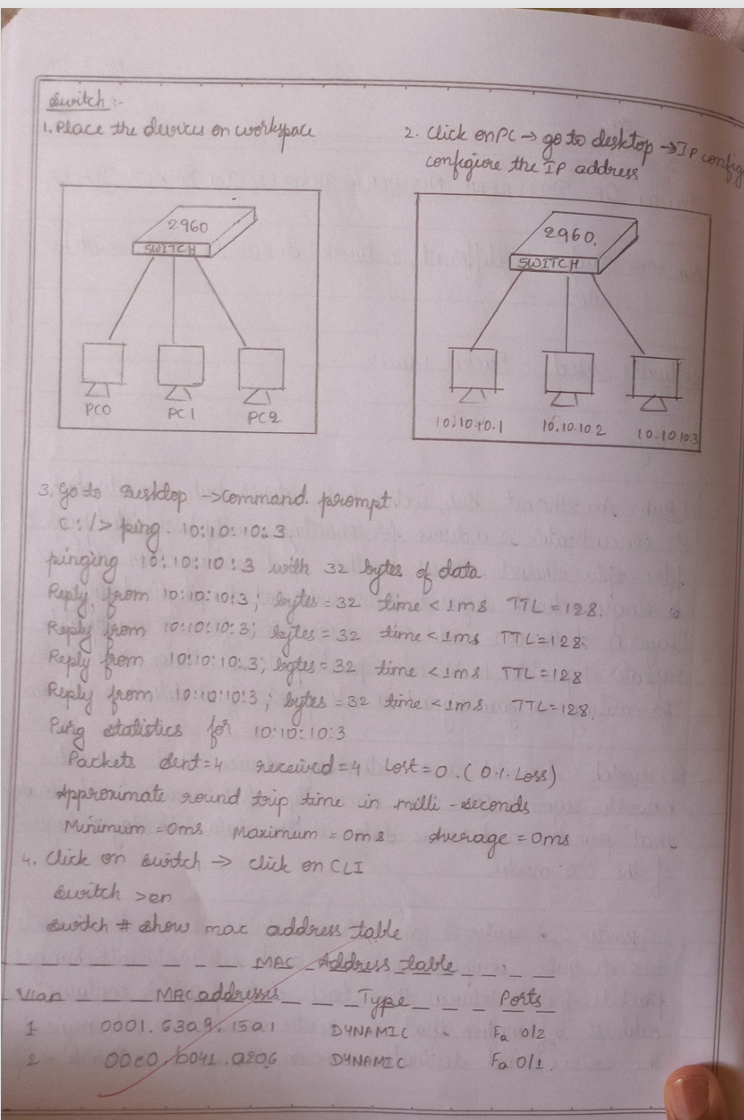 Switch :-
1. Place the devices on workspace
2. Click on PC → go to desktop → IP config
configiore the IP address
2960
SWITCH
PC0
PC1
PC2
2960.
SWITCH
10.10.10.1
10.10.10.2
10.10.10.3
3. Go to Desktop → Command. prompt.
C:/> ping. 10:10:10:3
pinging 10:10:10:3 with 32 bytes of data
Reply from 10:10:10:3; bytes = 32 time < 1ms TTL = 128.
Reply from 10:10:10:3; bytes = 32 time < 1ms TTL = 128.
Reply from 10:10:10:3; bytes = 32 time < 1ms TTL = 128
Reply from 10:10:10:3; bytes = 32 time < 1ms TTL = 128.
Ping statistics for 10:10:10:3
Packets sent = 4 received = 4 Lost = 0. (0%. Loss)
Approximate round trip time in milli - seconds
Minimum = 0ms Maximum = 0ms Average = 0ms
4. Click on switch → click on CLI
switch > en
switch # show mac address table
MAC Address table
Vlan MAC addresses Type Ports
1 0001.63a9.15a1 DYNAMIC Fa 0/2
2 DYNAMIC Fa 0/1.